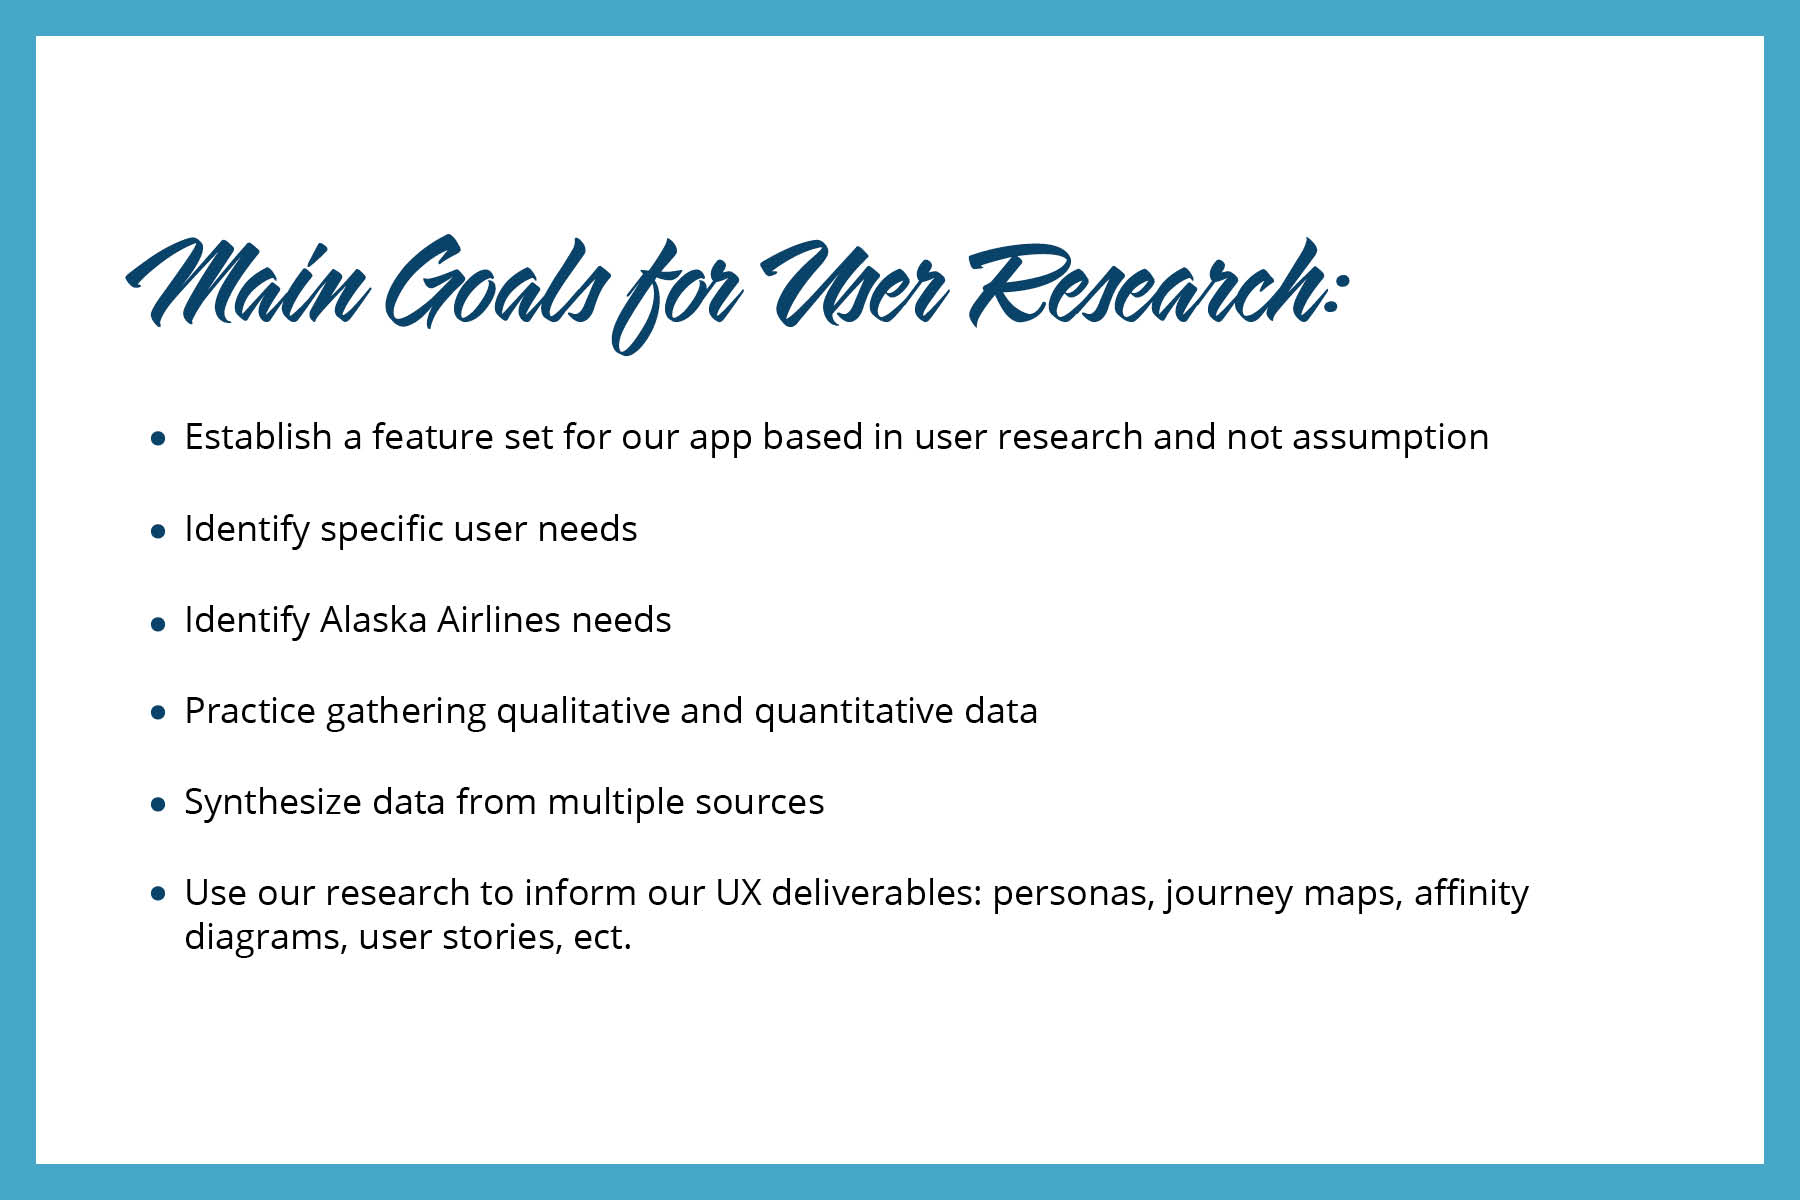 Main Goals for User Research:
• Establish a feature set for our app based in user research and not assumption
• Identify specific user needs
• Identify Alaska Airlines needs
• Practice gathering qualitative and quantitative data
• Synthesize data from multiple sources
• Use our research to inform our UX deliverables: personas, journey maps, affinity
diagrams, user stories, ect.